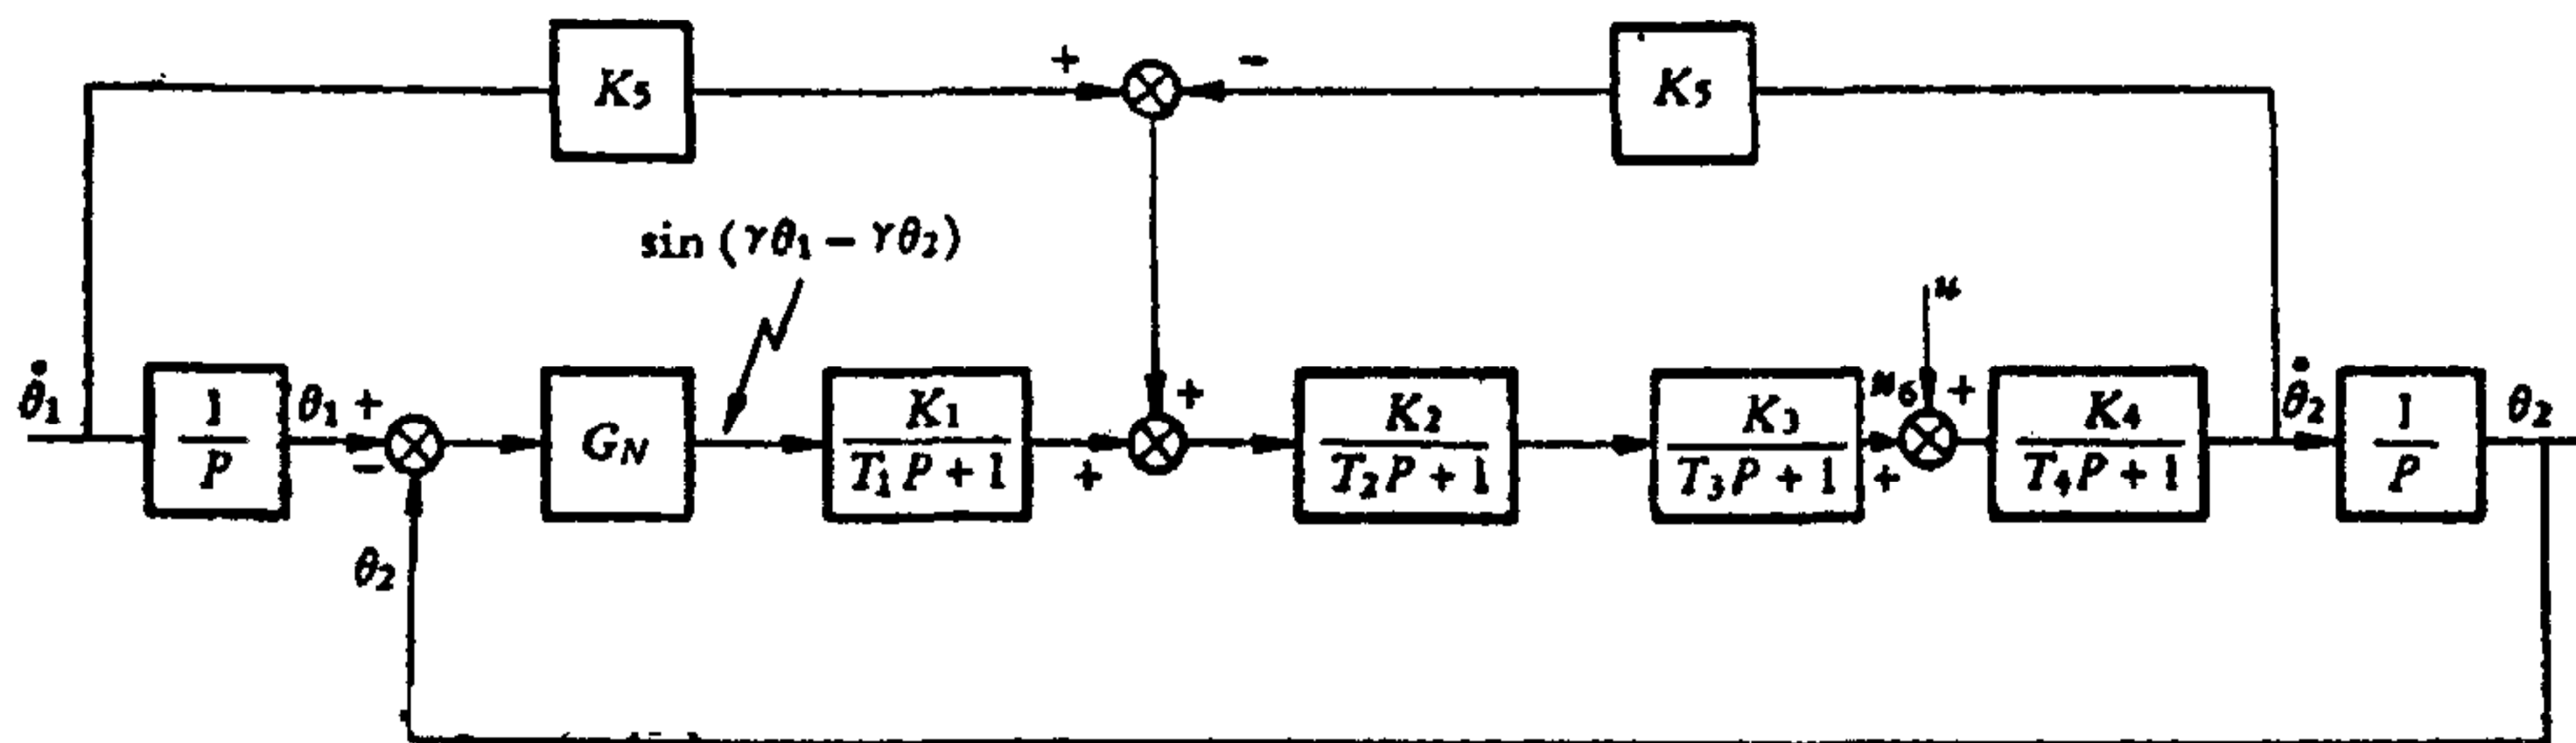 +
-
K5
K5
sin (γθ1 − γθ2)
u
θ̇1
1
P
θ1
+
-
GN
K1
T1P + 1
+
+
K2
T2P + 1
K3
T3P + 1
u6
+
+
K4
T4P + 1
θ̇2
1
P
θ2
θ2